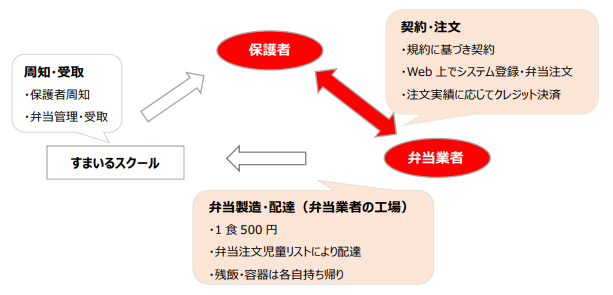 保護者
契約・注文
・規約に基づき契約
・Web 上でシステム登録・弁当注文
・注文実績に応じてクレジット決済
周知・受取
・保護者周知
・弁当管理・受取
すまいるスクール
弁当業者
弁当製造・配達（弁当業者の工場）
・1 食 500 円
・弁当注文児童リストにより配達
・残飯・容器は各自持ち帰り